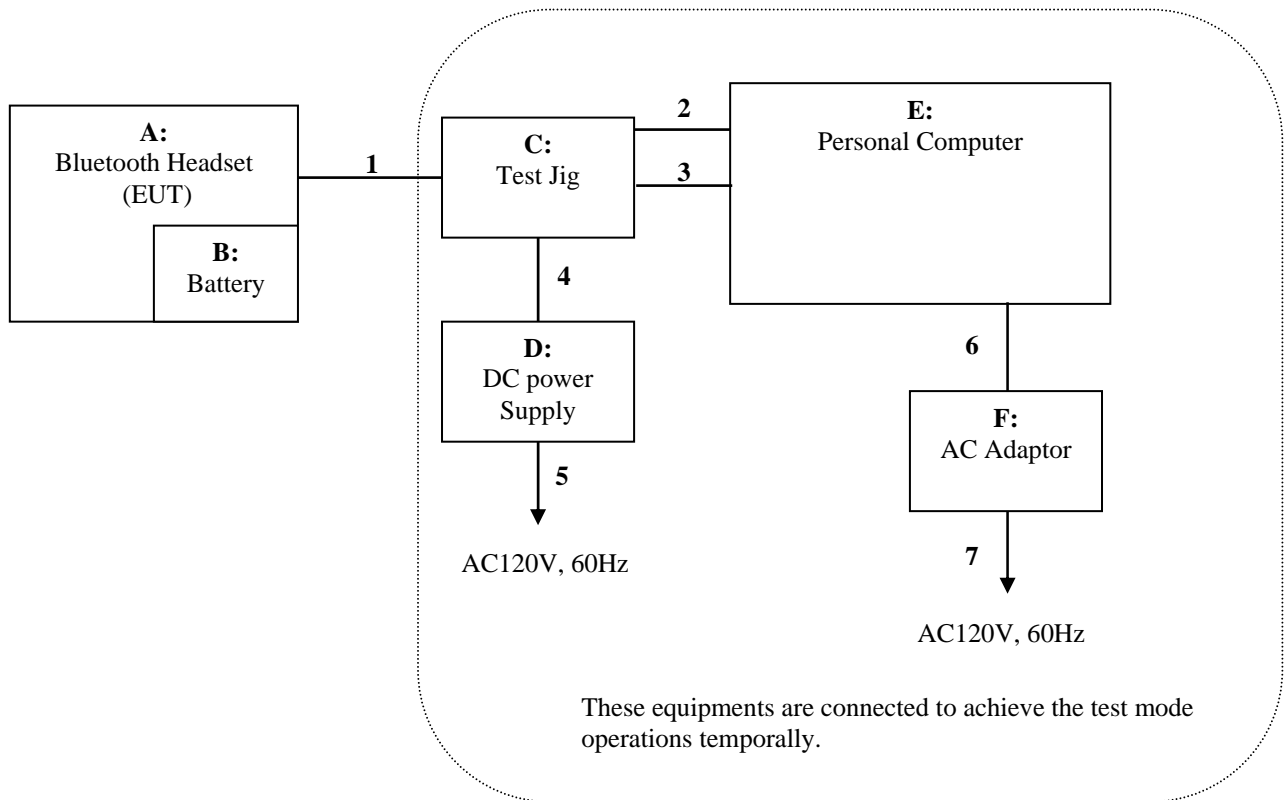 A:
Bluetooth Headset
(EUT)
B:
Battery
1
C:
Test Jig
2
3
E:
Personal Computer
4
D:
DC power
Supply
5
AC120V, 60Hz
6
F:
AC Adaptor
7
AC120V, 60Hz
These equipments are connected to achieve the test mode
operations temporally.